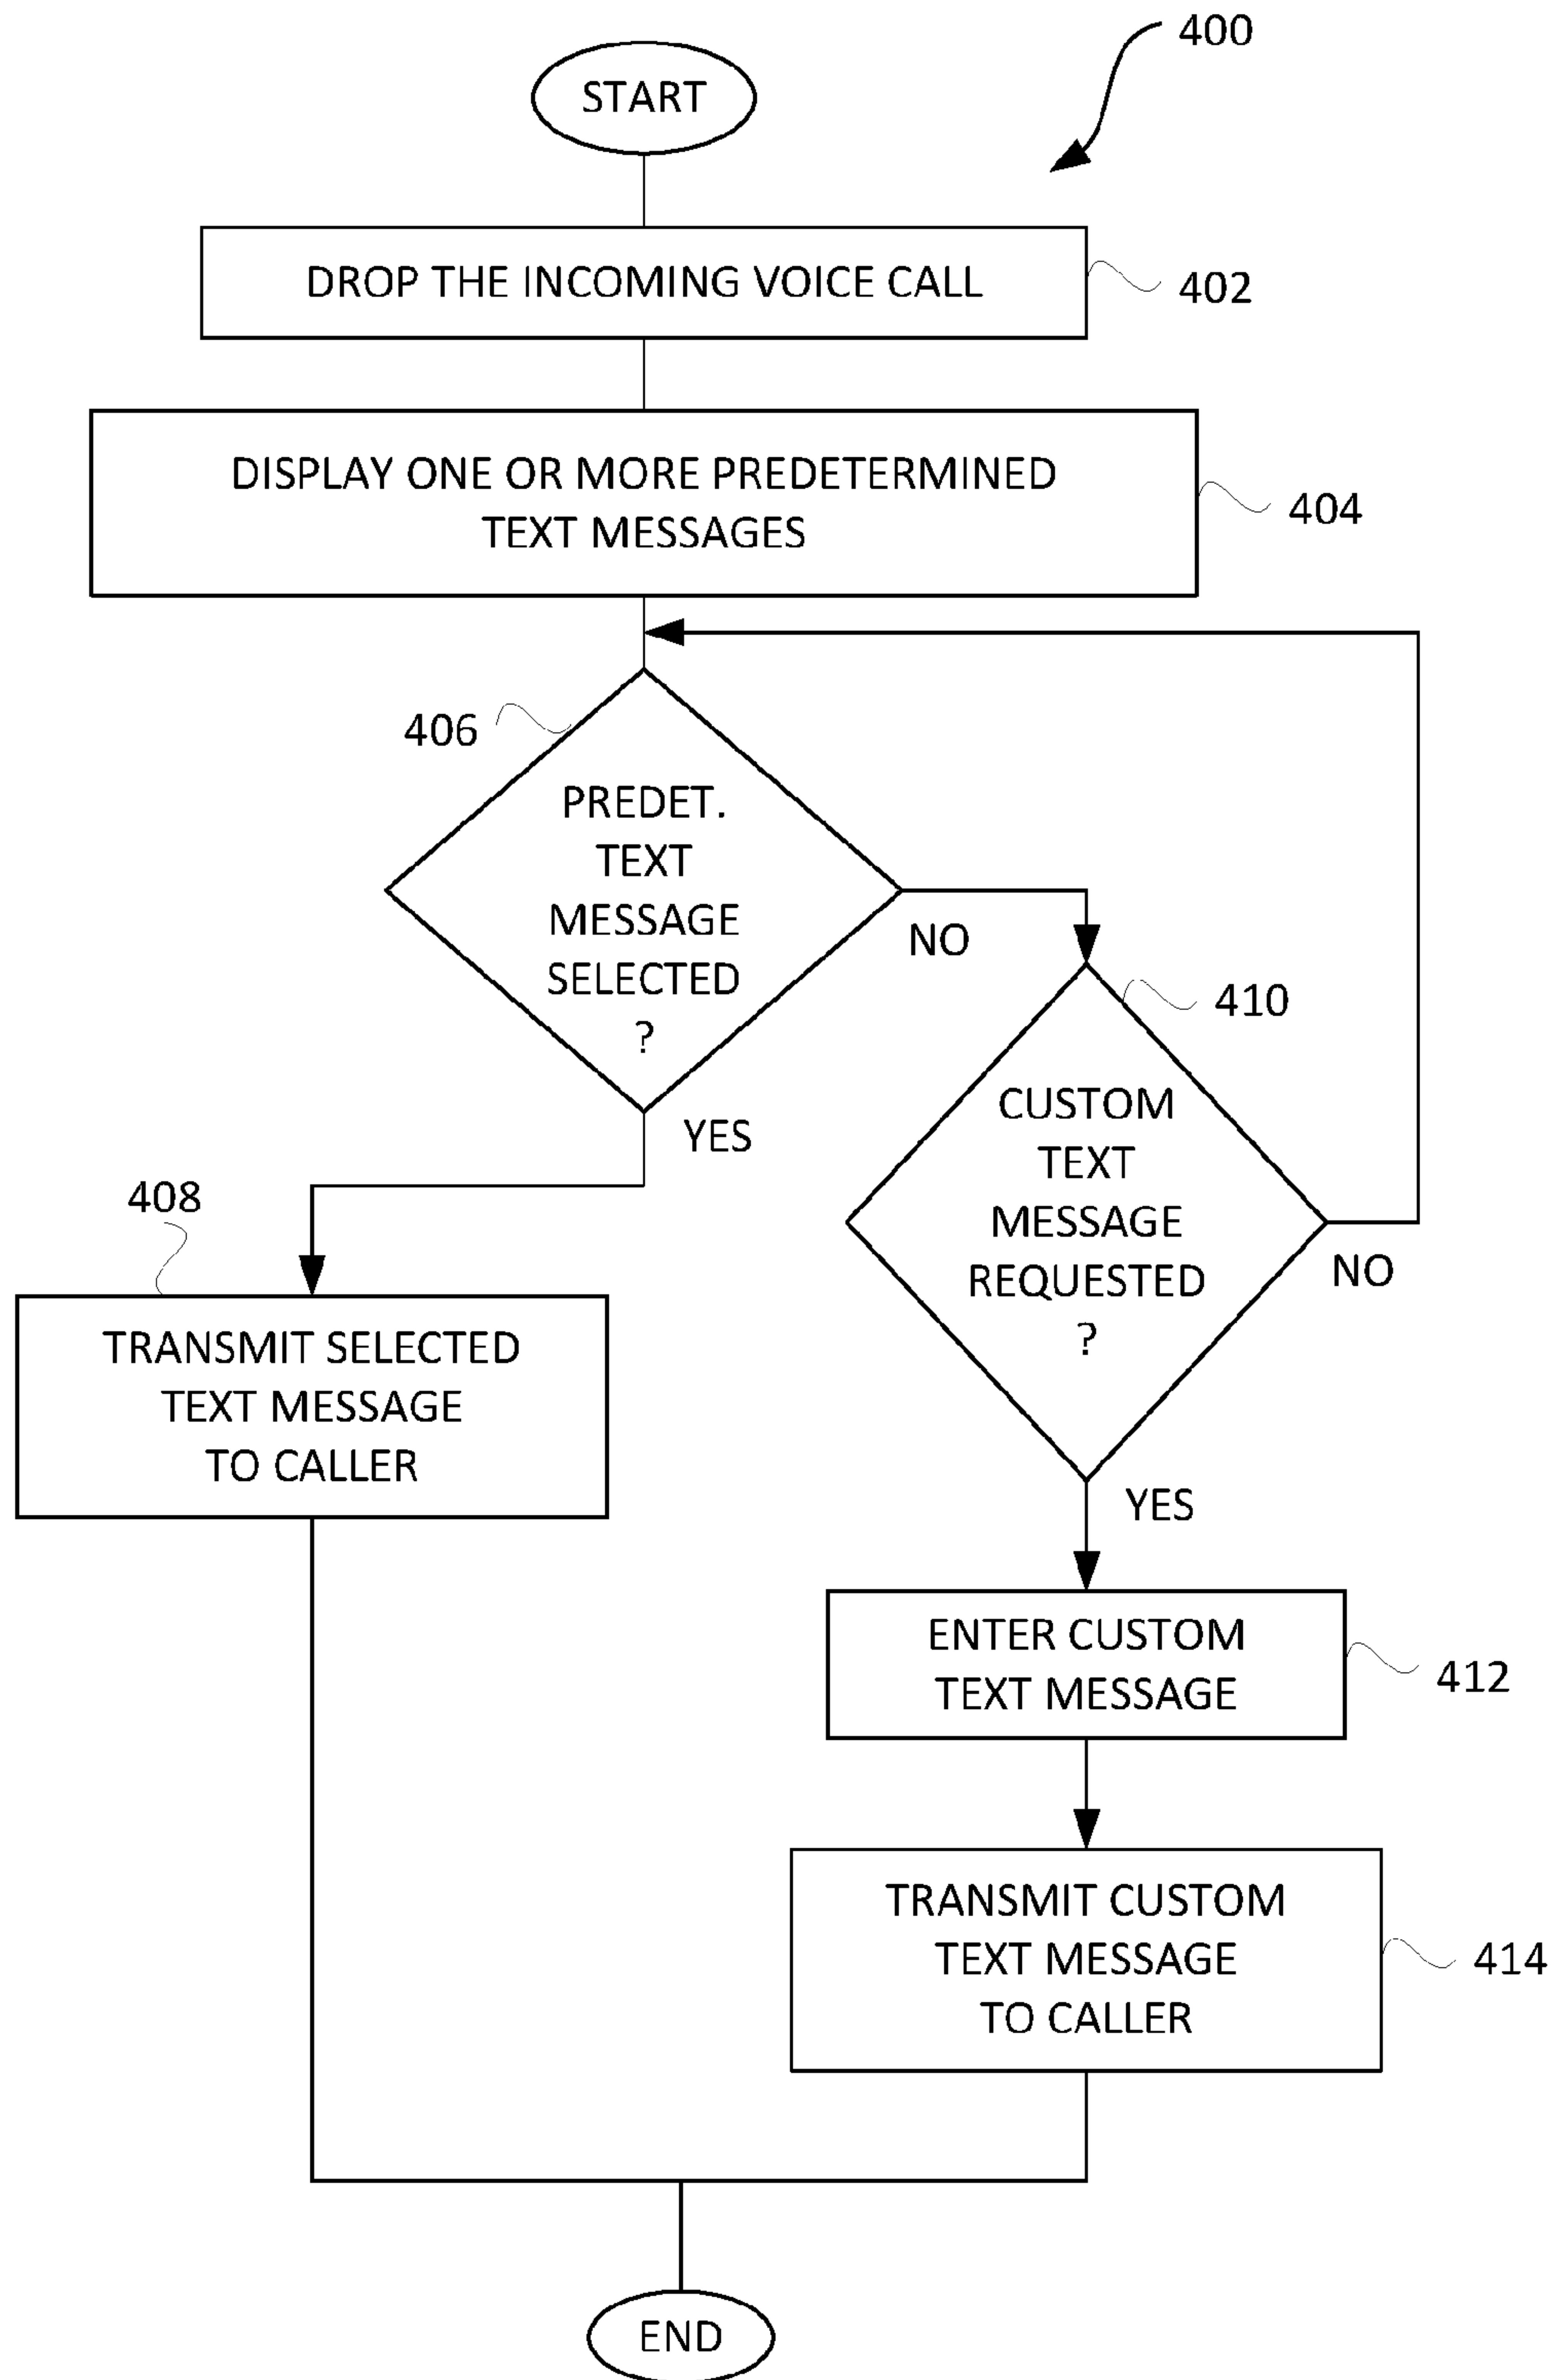 400
START
DROP THE INCOMING VOICE CALL
402
DISPLAY ONE OR MORE PREDETERMINED
TEXT MESSAGES
404
406
PREDET.
TEXT
MESSAGE
SELECTED
?
NO
YES
410
CUSTOM
TEXT
MESSAGE
REQUESTED
?
NO
YES
408
TRANSMIT SELECTED
TEXT MESSAGE
TO CALLER
ENTER CUSTOM
TEXT MESSAGE
412
TRANSMIT CUSTOM
TEXT MESSAGE
TO CALLER
414
END